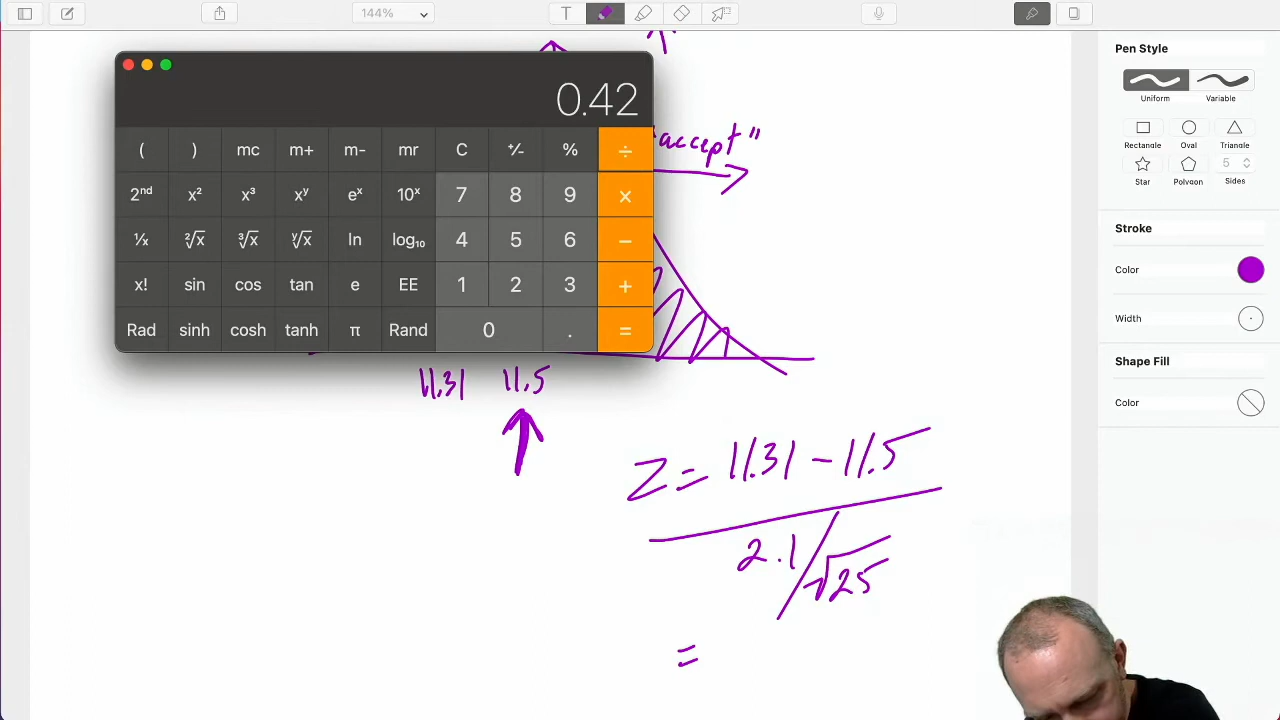 144%
T
Pen Style
Uniform Variable
Rectangle Oval Triangle
Star Polygon 5 Sides
Stroke
Color
Width
Shape Fill
Color
0.42
( ) mc m+ m- mr C ⁺/₋ % ÷
2ⁿᵈ x² x³ xʸ eˣ 10ˣ 7 8 9 ×
¹/ₓ ²√x ³√x ʸ√x ln log₁₀ 4 5 6 −
x! sin cos tan e EE 1 2 3 +
Rad sinh cosh tanh π Rand 0 . =
"accept"
11.31 11.5
Z = 11.31 − 11.5
2.1/√25
=